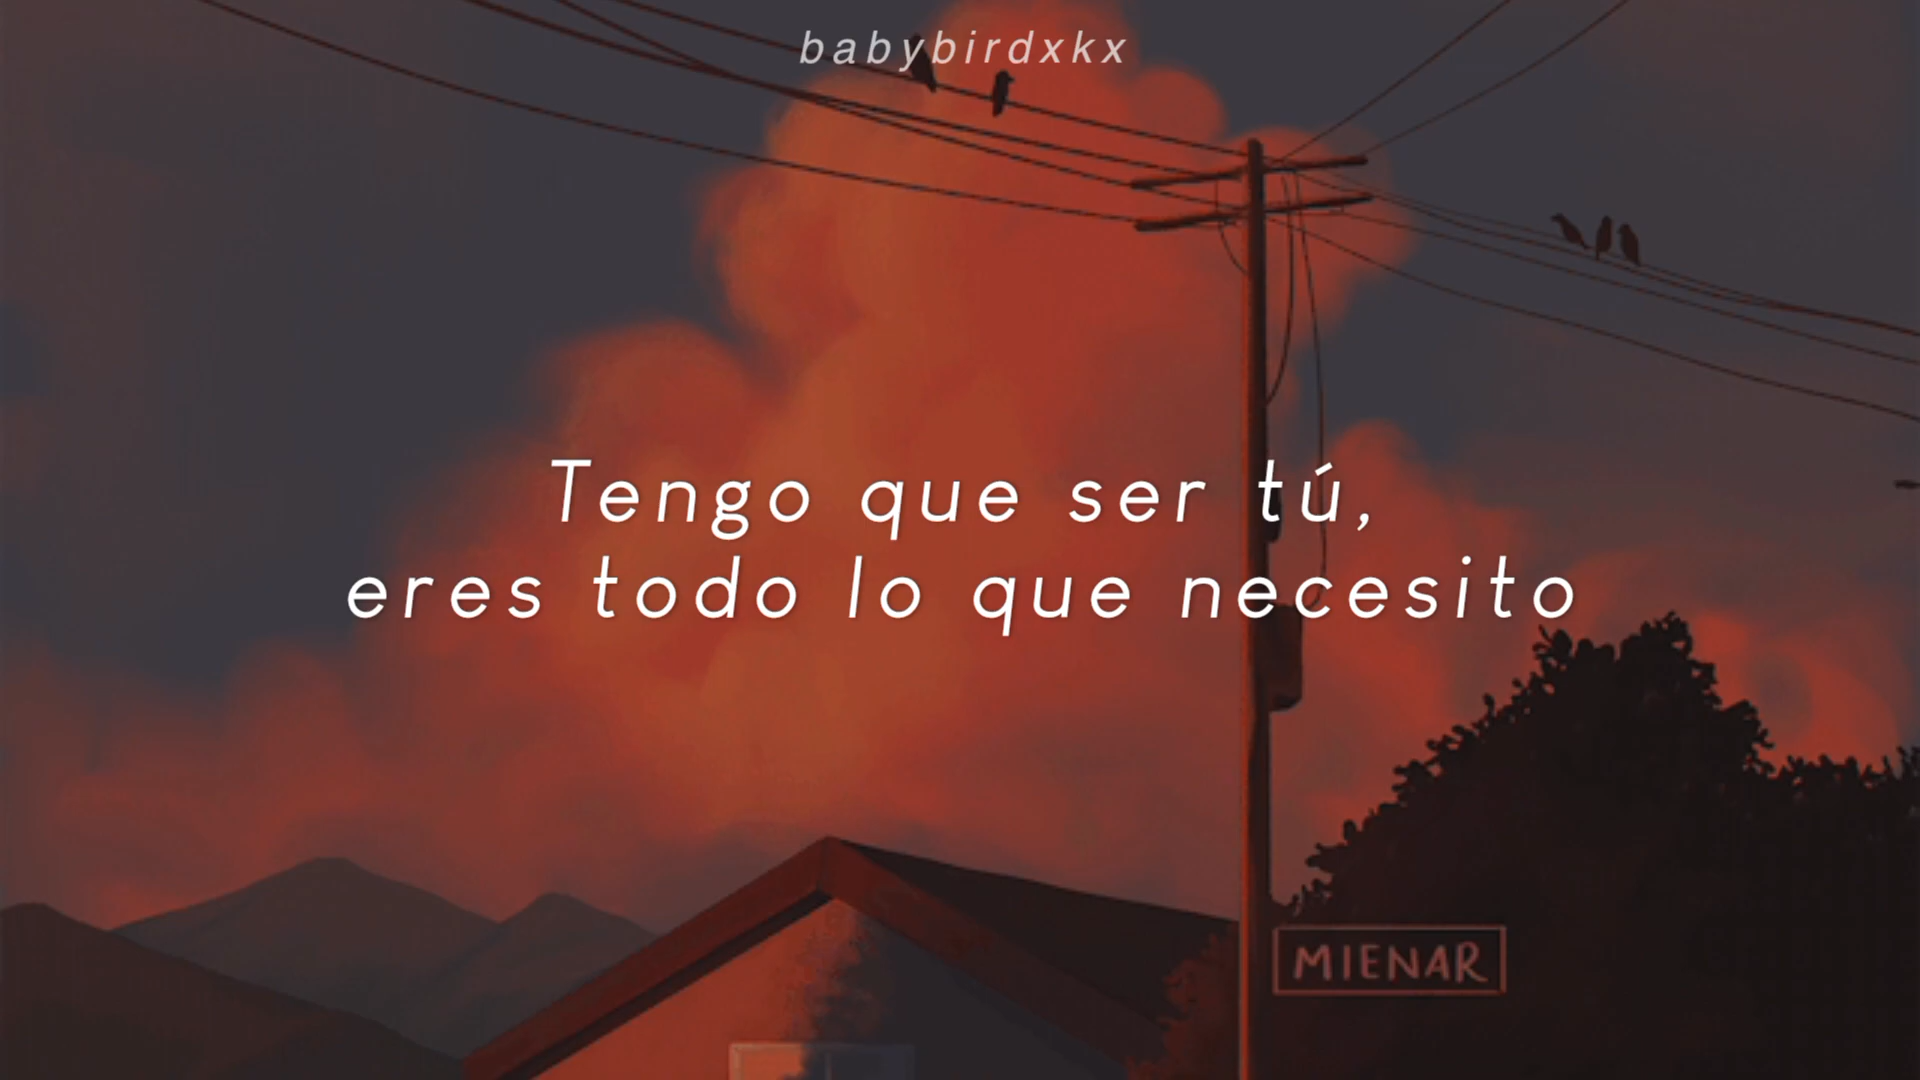 babybirdxkx
Tengo que ser tú,
eres todo lo que necesito
MIENAR